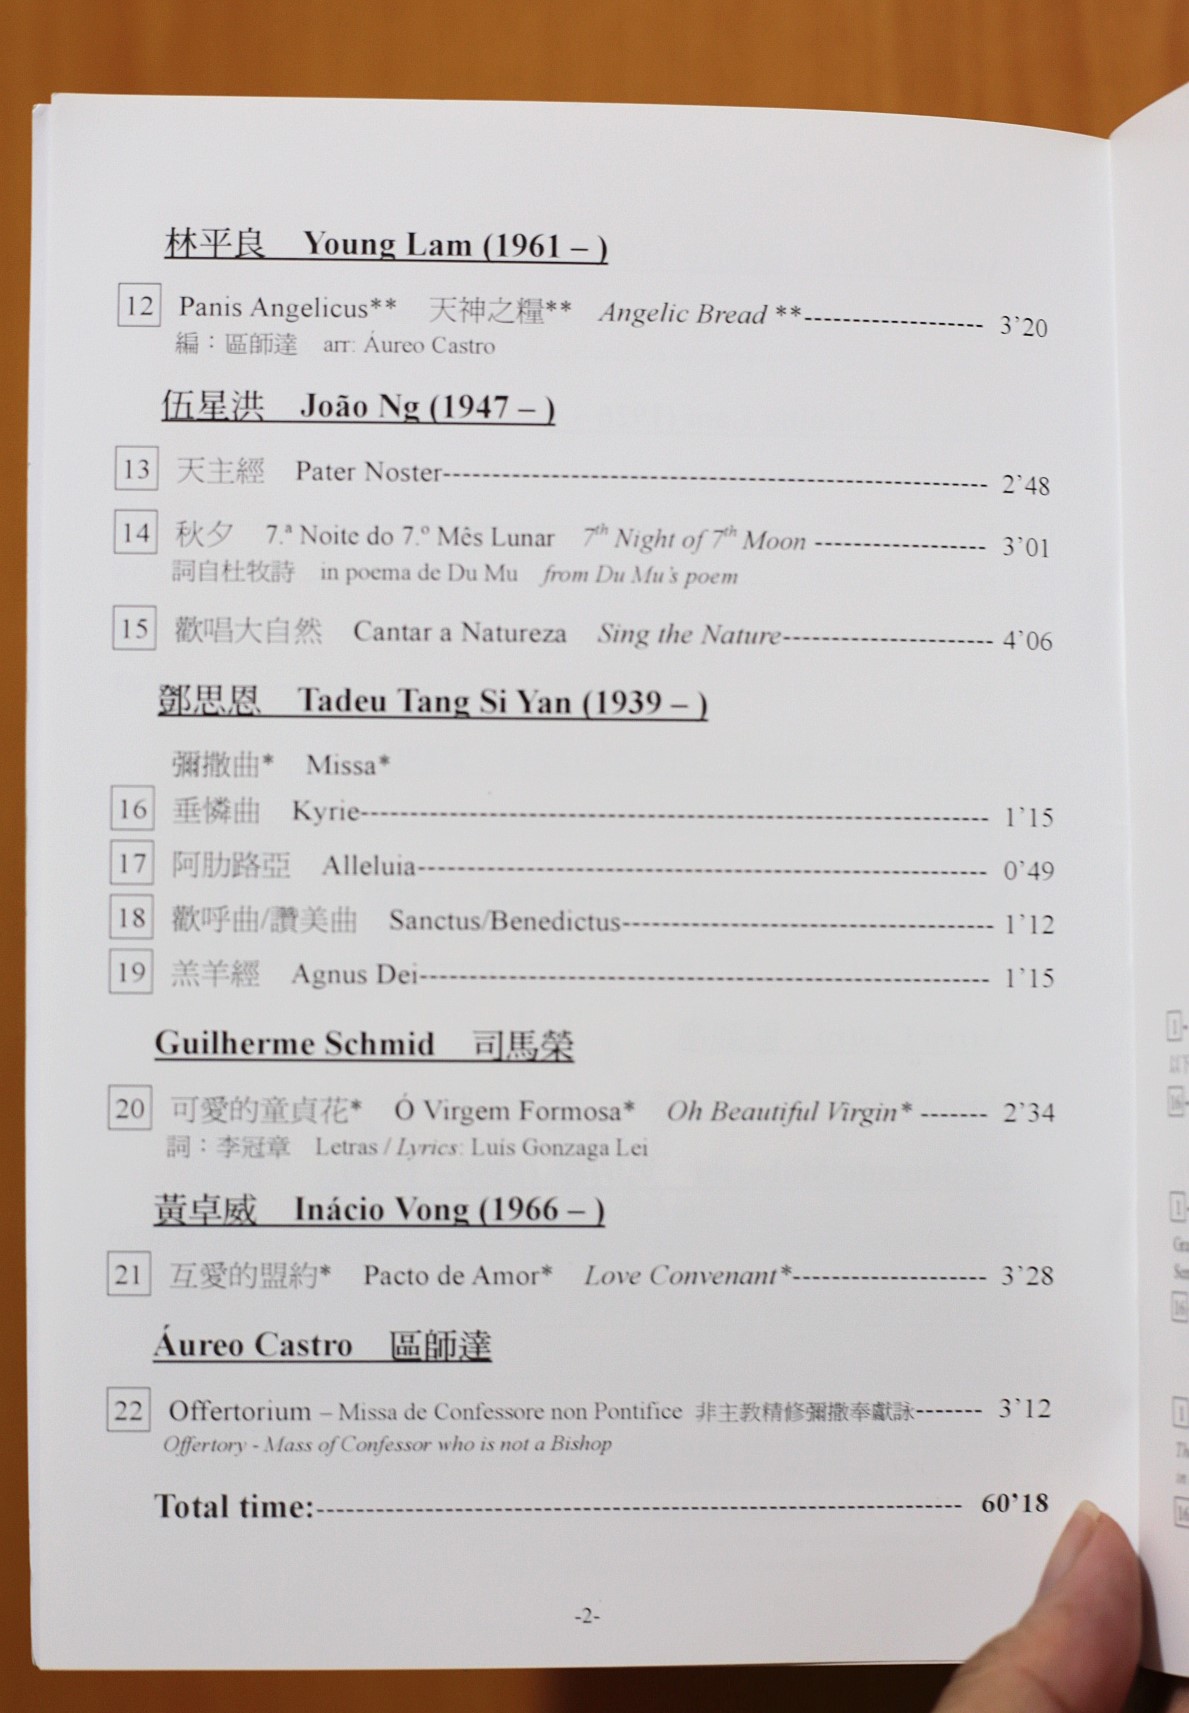 林平良 Young Lam (1961 – )
12 Panis Angelicus** 天神之糧** Angelic Bread **------------------- 3’20
編：區師達 arr: Áureo Castro
伍星洪 João Ng (1947 – )
13 天主經 Pater Noster------------------------------------------------------- 2’48
14 秋夕 7.ª Noite do 7.º Mês Lunar 7th Night of 7th Moon ------------------ 3’01
詞自杜牧詩 in poema de Du Mu from Du Mu’s poem
15 歡唱大自然 Cantar a Natureza Sing the Nature---------------------- 4’06
鄧思恩 Tadeu Tang Si Yan (1939 – )
彌撒曲* Missa*
16 垂憐曲 Kyrie---------------------------------------------------------------- 1’15
17 阿肋路亞 Alleluia---------------------------------------------------------- 0’49
18 歡呼曲/讚美曲 Sanctus/Benedictus-------------------------------------- 1’12
19 羔羊經 Agnus Dei---------------------------------------------------------- 1’15
Guilherme Schmid 司馬榮
20 可愛的童貞花* Ó Virgem Formosa* Oh Beautiful Virgin* ------- 2’34
詞：李冠章 Letras / Lyrics: Luís Gonzaga Lei
黃卓威 Inácio Vong (1966 – )
21 互愛的盟約* Pacto de Amor* Love Convenant*-------------------- 3’28
Áureo Castro 區師達
22 Offertorium – Missa de Confessore non Pontifice 非主教精修彌撒奉獻詠------- 3’12
Offertory - Mass of Confessor who is not a Bishop
Total time:----------------------------------------------------------------- 60’18
-2-